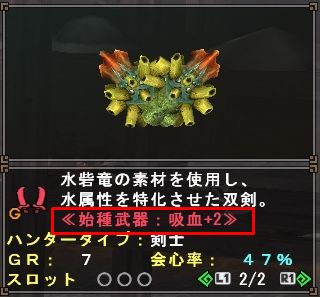 水砦竜の素材を使用し、
水属性を特化させた双剣。
G ≪始種武器：吸血+2≫
ハンタータイプ：剣士
GR： 7 会心率： 47%
スロット ○○○ L1 2/2 R1